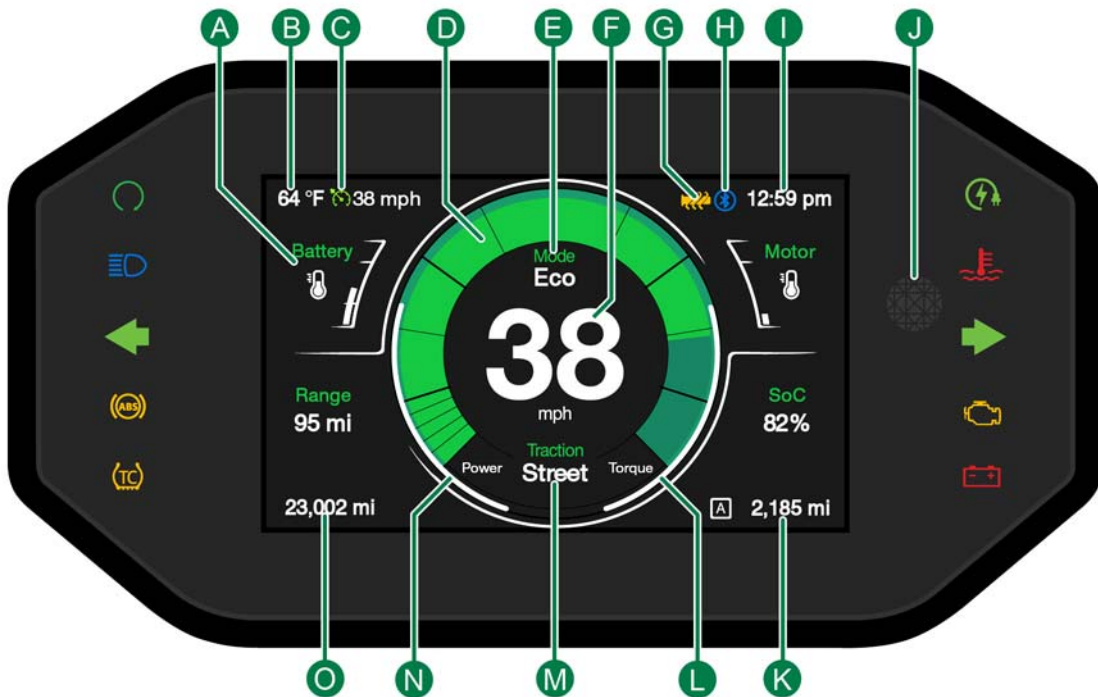 A B C D E F G H I J
64 °F 38 mph 12:59 pm
Battery Mode Motor
Eco
38
mph
Range SoC
95 mi 82%
(ABS)
Traction
Power Street Torque
(TC)
23,002 mi A 2,185 mi
O N M L K